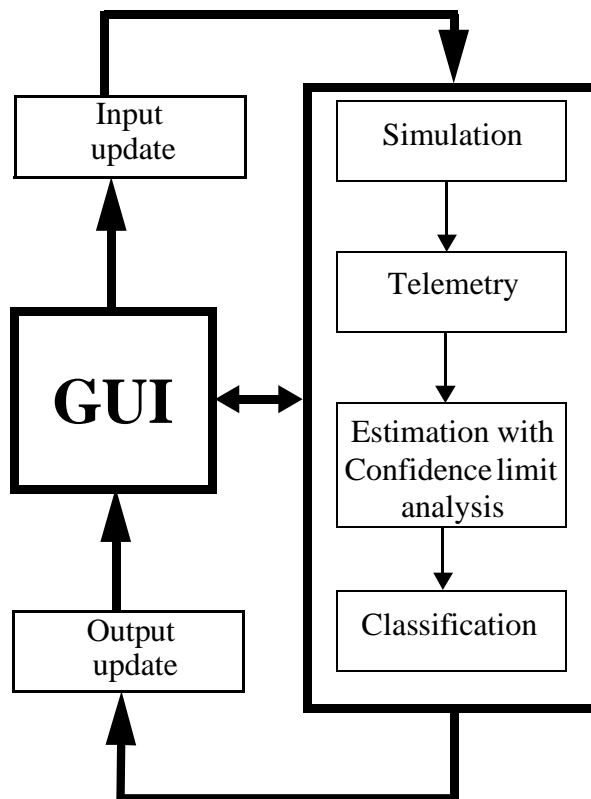 Input
update
Simulation
Telemetry
GUI
Estimation with
Confidence limit
analysis
Classification
Output
update